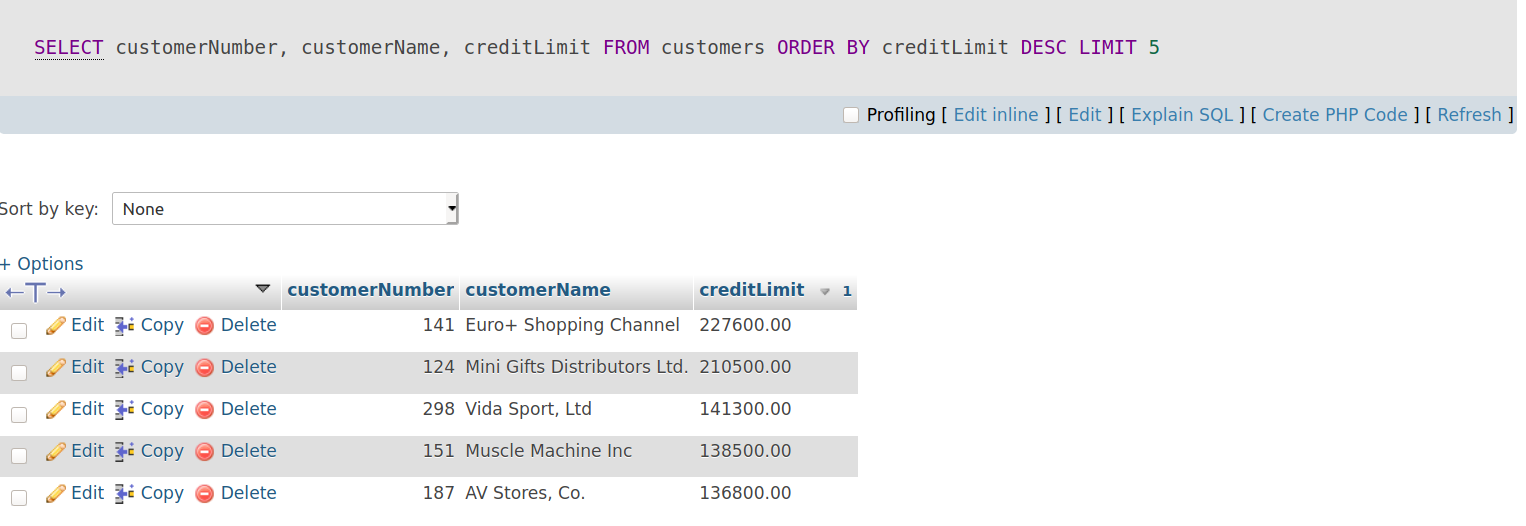 SELECT customerNumber, customerName, creditLimit FROM customers ORDER BY creditLimit DESC LIMIT 5
Profiling [ Edit inline ] [ Edit ] [ Explain SQL ] [ Create PHP Code ] [ Refresh ]
Sort by key: None
+ Options
←T→ customerNumber customerName creditLimit 1
Edit Copy Delete 141 Euro+ Shopping Channel 227600.00
Edit Copy Delete 124 Mini Gifts Distributors Ltd. 210500.00
Edit Copy Delete 298 Vida Sport, Ltd 141300.00
Edit Copy Delete 151 Muscle Machine Inc 138500.00
Edit Copy Delete 187 AV Stores, Co. 136800.00